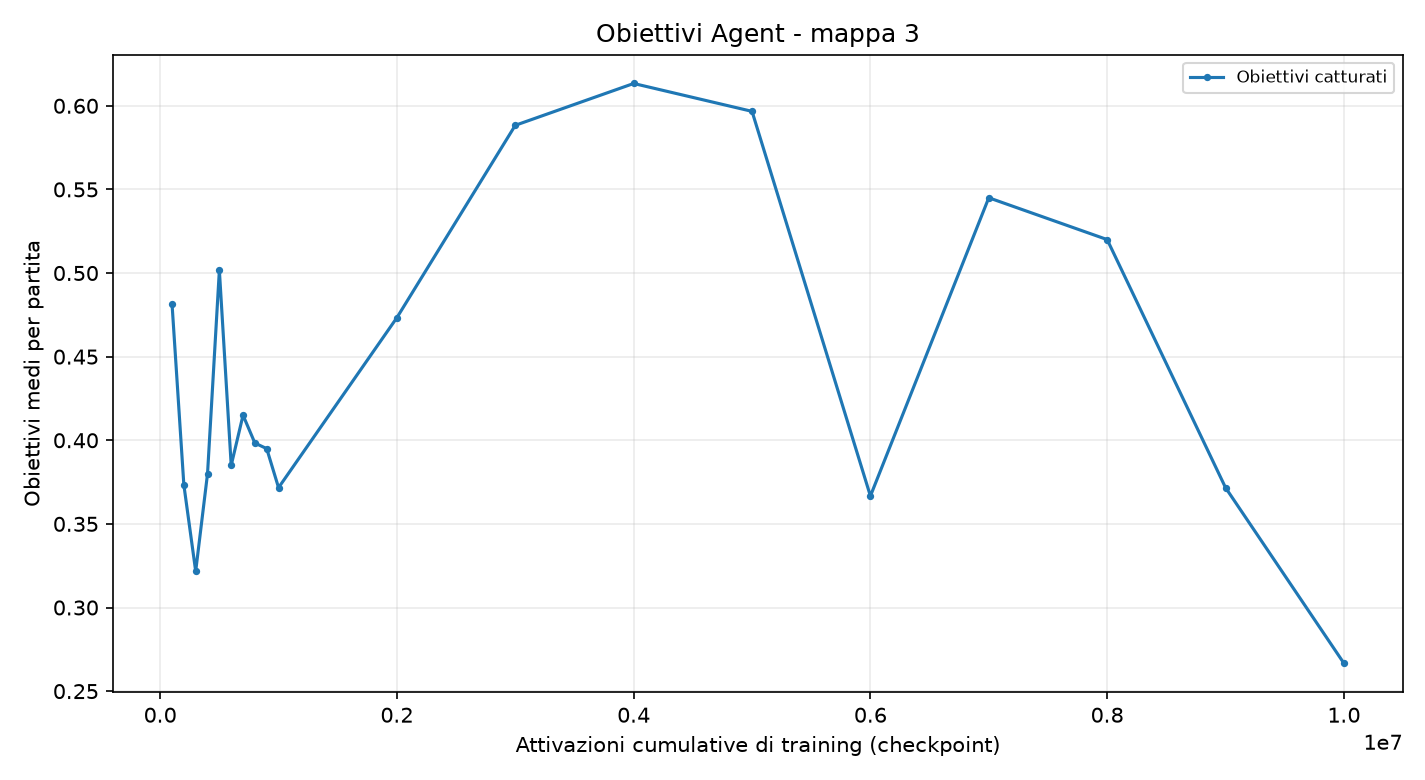 Obiettivi Agent - mappa 3
Obiettivi catturati
Obiettivi medi per partita
0.60
0.55
0.50
0.45
0.40
0.35
0.30
0.25
0.0 0.2 0.4 0.6 0.8 1.0
1e7
Attivazioni cumulative di training (checkpoint)